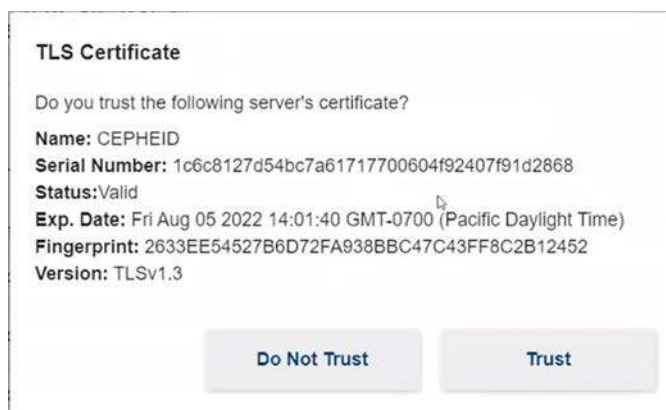 TLS Certificate
Do you trust the following server's certificate?
Name: CEPHEID
Serial Number: 1c6c8127d54bc7a61717700604f92407f91d2868
Status:Valid
Exp. Date: Fri Aug 05 2022 14:01:40 GMT-0700 (Pacific Daylight Time)
Fingerprint: 2633EE54527B6D72FA938BBC47C43FF8C2B12452
Version: TLSv1.3
Do Not Trust
Trust